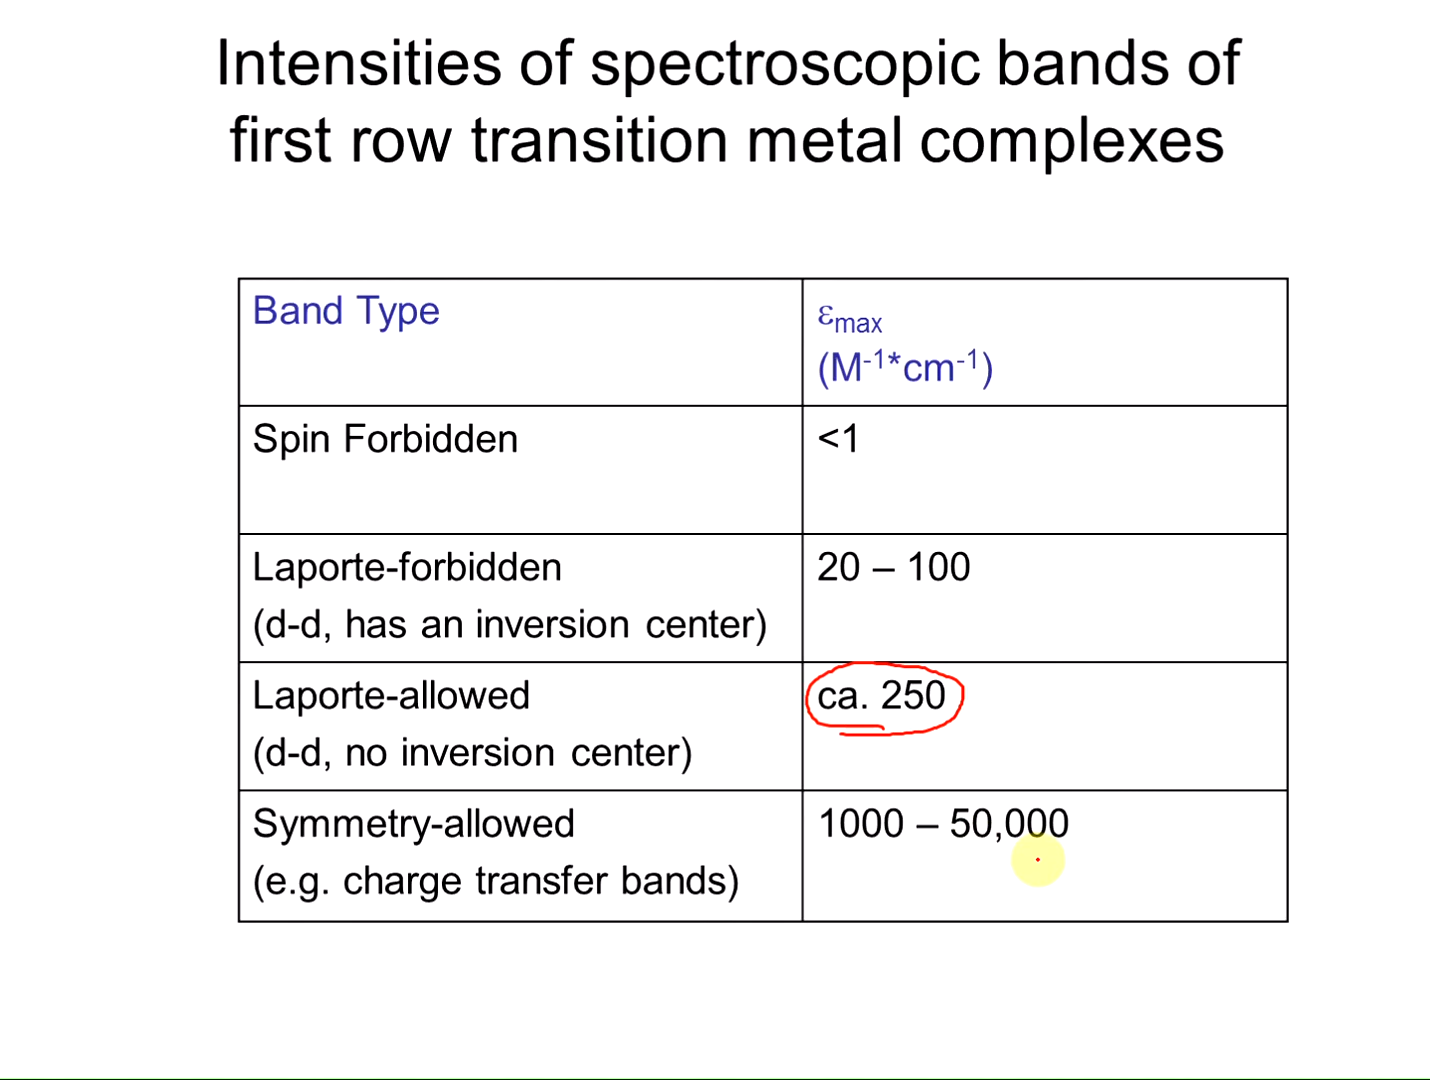 Intensities of spectroscopic bands of
first row transition metal complexes
Band Type
εmax
(M-1*cm-1)
Spin Forbidden
<1
Laporte-forbidden
(d-d, has an inversion center)
20 – 100
Laporte-allowed
(d-d, no inversion center)
ca. 250
Symmetry-allowed
(e.g. charge transfer bands)
1000 – 50,000